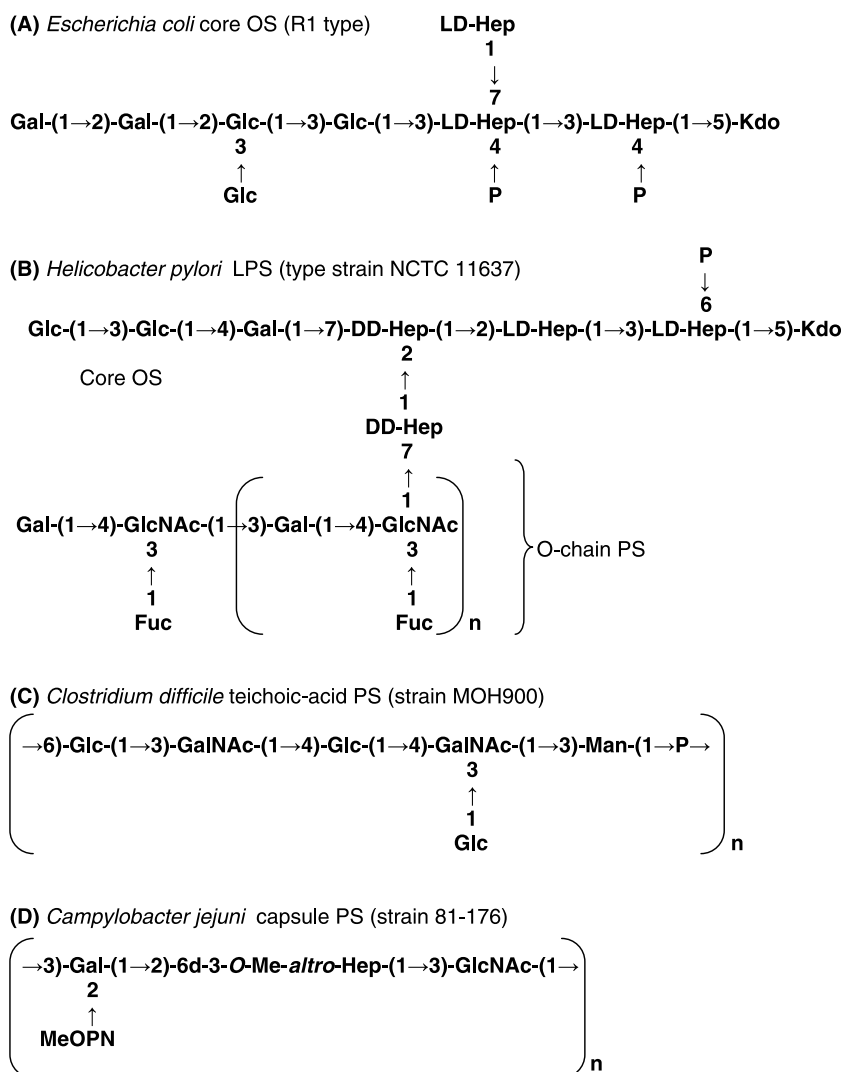 (A) Escherichia coli core OS (R1 type)
LD-Hep
1
↓
7
Gal-(1→2)-Gal-(1→2)-Glc-(1→3)-Glc-(1→3)-LD-Hep-(1→3)-LD-Hep-(1→5)-Kdo
3 4 4
↑ ↑ ↑
Glc P P
(B) Helicobacter pylori LPS (type strain NCTC 11637)
P
↓
6
Glc-(1→3)-Glc-(1→4)-Gal-(1→7)-DD-Hep-(1→2)-LD-Hep-(1→3)-LD-Hep-(1→5)-Kdo
2
Core OS
↑
1
DD-Hep
7
↑
1
Gal-(1→4)-GlcNAc-(1→3)-Gal-(1→4)-GlcNAc
3 3
O-chain PS
↑ ↑
1 1
Fuc Fuc n
(C) Clostridium difficile teichoic-acid PS (strain MOH900)
→6)-Glc-(1→3)-GalNAc-(1→4)-Glc-(1→4)-GalNAc-(1→3)-Man-(1→P→
3
↑
1
Glc
n
(D) Campylobacter jejuni capsule PS (strain 81-176)
→3)-Gal-(1→2)-6d-3-O-Me-altro-Hep-(1→3)-GlcNAc-(1→
2
↑
MeOPN
n